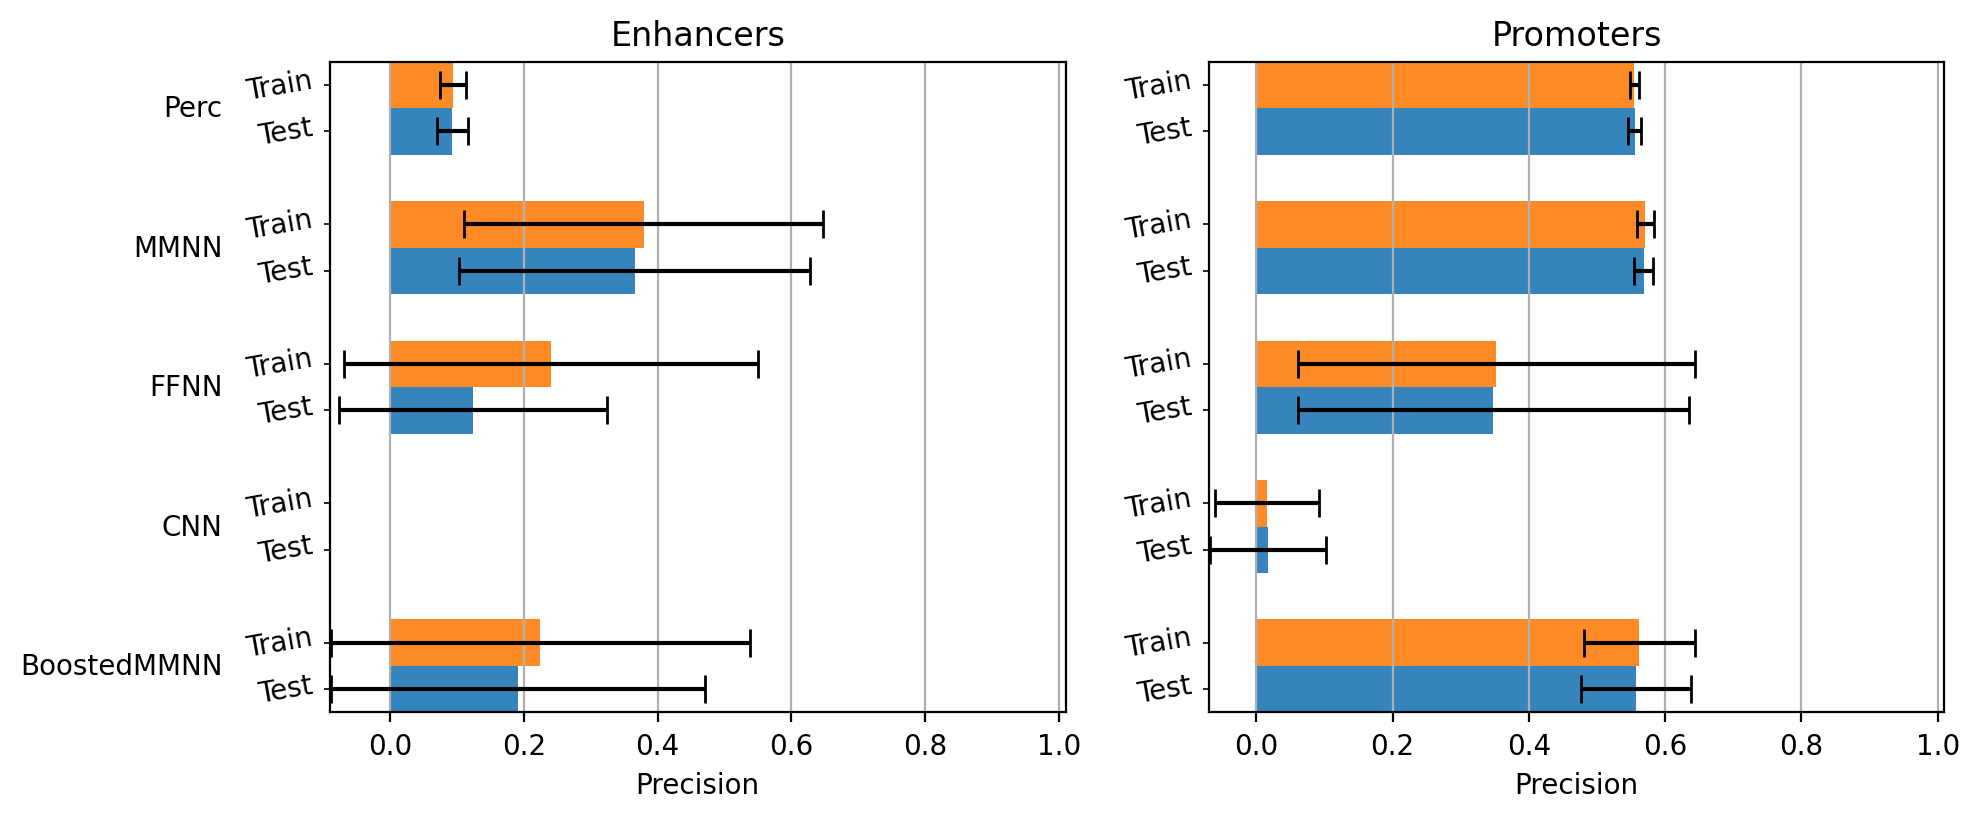 Enhancers Promoters
Perc Train Train
Test Test
MMNN Train Train
Test Test
FFNN Train Train
Test Test
CNN Train Train
Test Test
BoostedMMNN Train Train
Test Test
0.0 0.2 0.4 0.6 0.8 1.0 0.0 0.2 0.4 0.6 0.8 1.0
Precision Precision